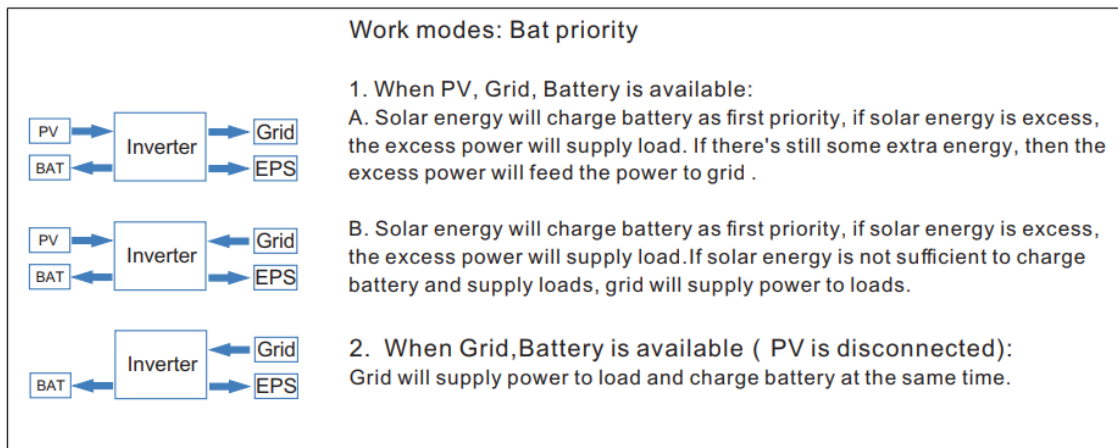 Work modes: Bat priority
1. When PV, Grid, Battery is available:
A. Solar energy will charge battery as first priority, if solar energy is excess,
the excess power will supply load. If there's still some extra energy, then the
excess power will feed the power to grid .
PV
Inverter
Grid
BAT
EPS
B. Solar energy will charge battery as first priority, if solar energy is excess,
the excess power will supply load.If solar energy is not sufficient to charge
battery and supply loads, grid will supply power to loads.
PV
Inverter
Grid
BAT
EPS
2. When Grid,Battery is available ( PV is disconnected):
Grid will supply power to load and charge battery at the same time.
Inverter
Grid
BAT
EPS